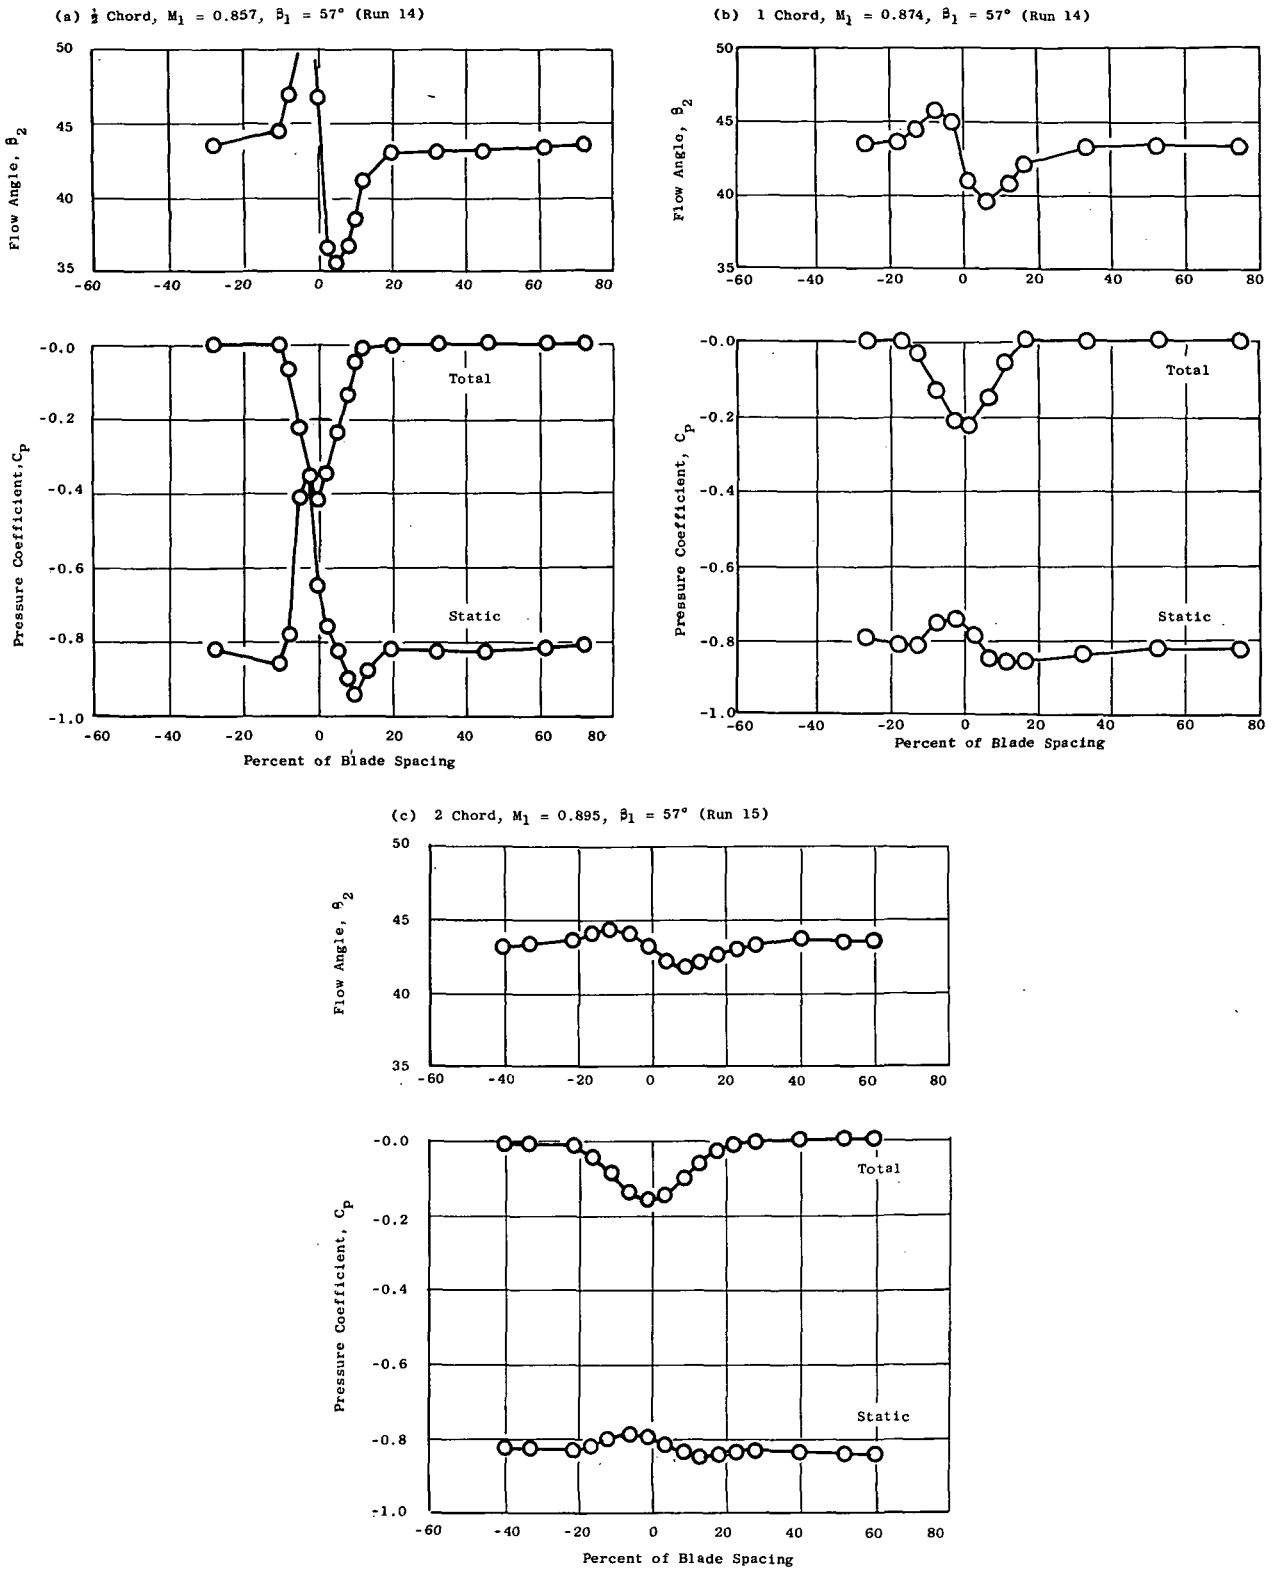 (a) ½ Chord, M1 = 0.857, β1 = 57° (Run 14)
50
45
40
35
Flow Angle, β2
-60 -40 -20 0 20 40 60 80
-0.0
-0.2
-0.4
-0.6
-0.8
-1.0
Pressure Coefficient, Cp
Total
Static
-60 -40 -20 0 20 40 60 80
Percent of Blade Spacing
(b) 1 Chord, M1 = 0.874, β1 = 57° (Run 14)
50
45
40
35
Flow Angle, β2
-60 -40 -20 0 20 40 60 80
-0.0
-0.2
-0.4
-0.6
-0.8
-1.0
Pressure Coefficient, Cp
Total
Static
-60 -40 -20 0 20 40 60 80
Percent of Blade Spacing
(c) 2 Chord, M1 = 0.895, β1 = 57° (Run 15)
50
45
40
35
Flow Angle, β2
-60 -40 -20 0 20 40 60 80
-0.0
-0.2
-0.4
-0.6
-0.8
-1.0
Pressure Coefficient, Cp
Total
Static
-60 -40 -20 0 20 40 60 80
Percent of Blade Spacing